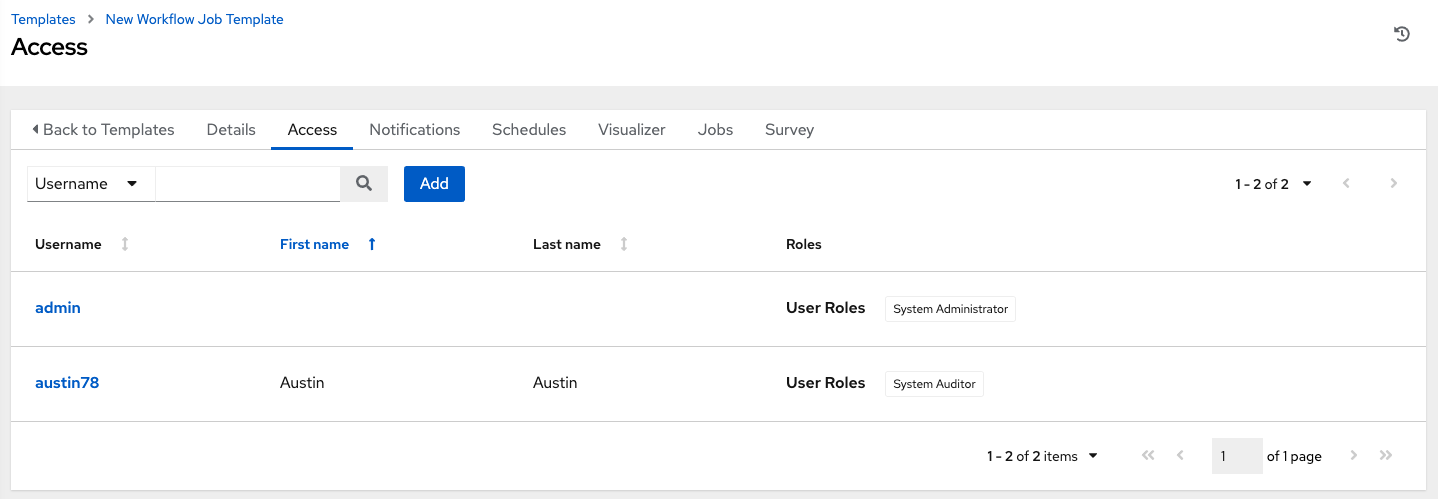 Templates New Workflow Job Template
Access
Back to Templates Details Access Notifications Schedules Visualizer Jobs Survey
Username Add 1 - 2 of 2
Username First name Last name Roles
admin User Roles System Administrator
austin78 Austin Austin User Roles System Auditor
1 - 2 of 2 items 1 of 1 page